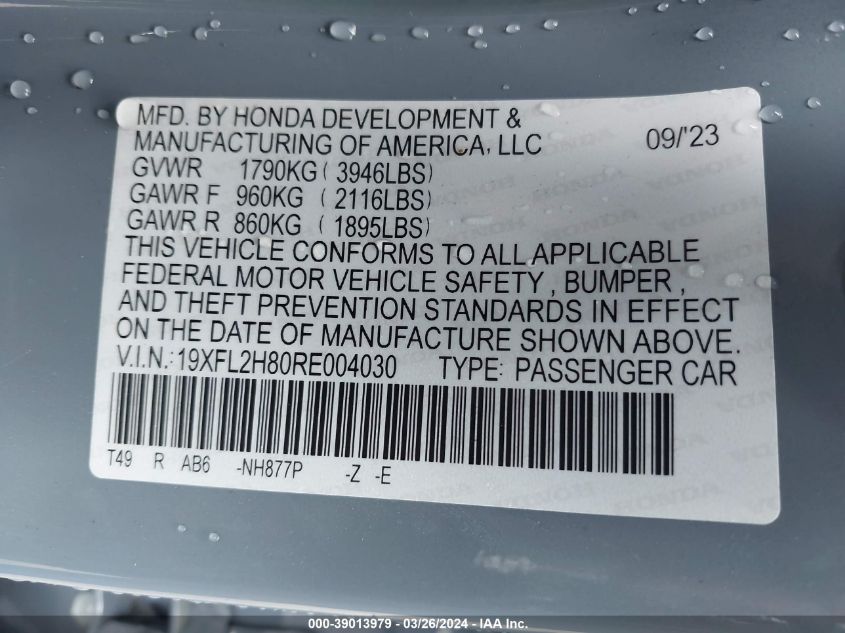 MFD. BY HONDA DEVELOPMENT &
MANUFACTURING OF AMERICA, LLC 09/'23
GVWR 1790KG ( 3946LBS)
GAWR F 960KG ( 2116LBS)
GAWR R 860KG ( 1895LBS)
THIS VEHICLE CONFORMS TO ALL APPLICABLE
FEDERAL MOTOR VEHICLE SAFETY , BUMPER ,
AND THEFT PREVENTION STANDARDS IN EFFECT
ON THE DATE OF MANUFACTURE SHOWN ABOVE.
V.I.N.: 19XFL2H80RE004030 TYPE: PASSENGER CAR
T49 R AB6 -NH877P -Z -E
COPY: 000-39013979 / 03/26/2024 - IAA Inc.